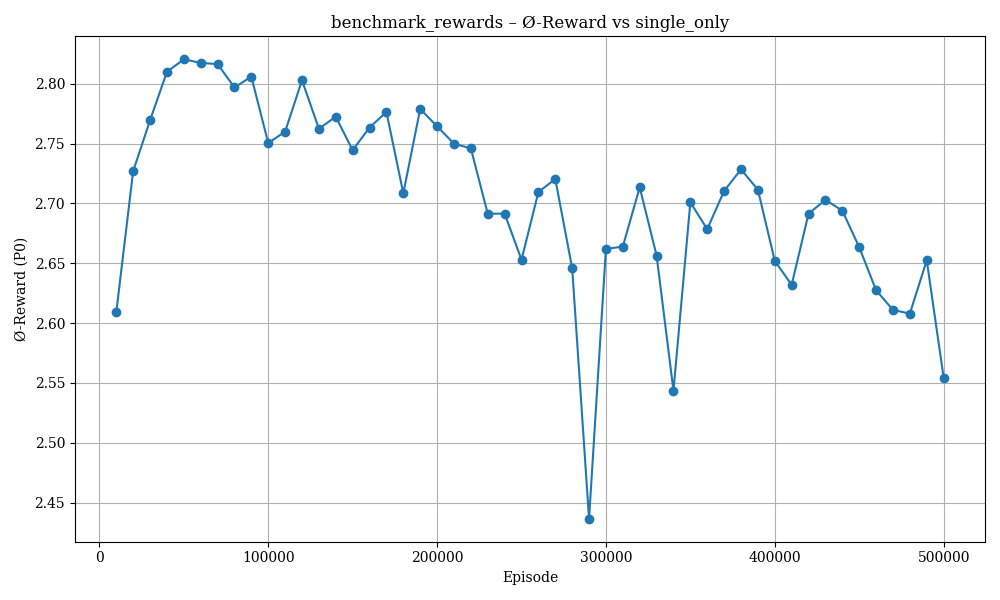 benchmark_rewards – Ø-Reward vs single_only
Ø-Reward (P0)
2.80
2.75
2.70
2.65
2.60
2.55
2.50
2.45
0 100000 200000 300000 400000 500000
Episode